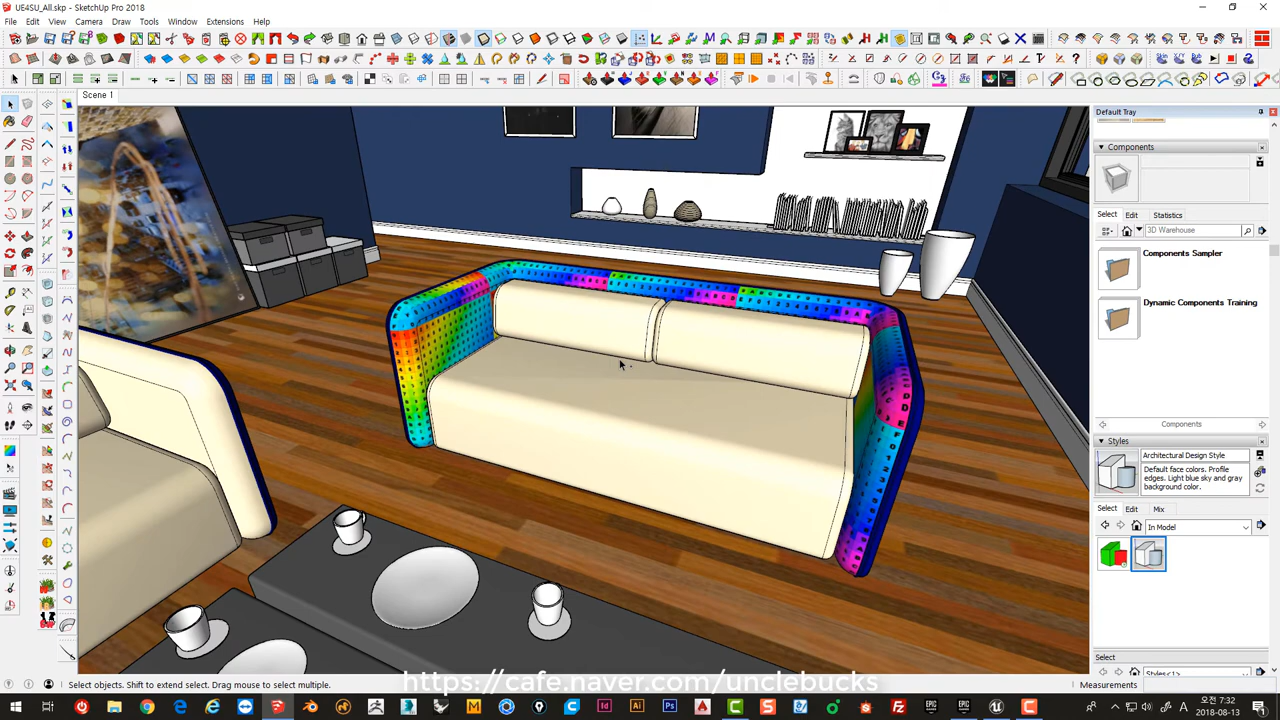 UE4SU_All.skp - SketchUp Pro 2018
File Edit View Camera Draw Tools Window Extensions Help
Scene 1
Default Tray
Components
Select Edit Statistics
3D Warehouse
Components Sampler
Dynamic Components Training
Components
Styles
Architectural Design Style
Default face colors. Profile
edges. Light blue sky and gray
background color.
Select Edit Mix
In Model
Select
Styles<1>
Select objects. Shift to extend select. Drag mouse to select multiple.
Measurements
https://cafe.naver.com/unclebucks
오전 7:32
2018-08-13